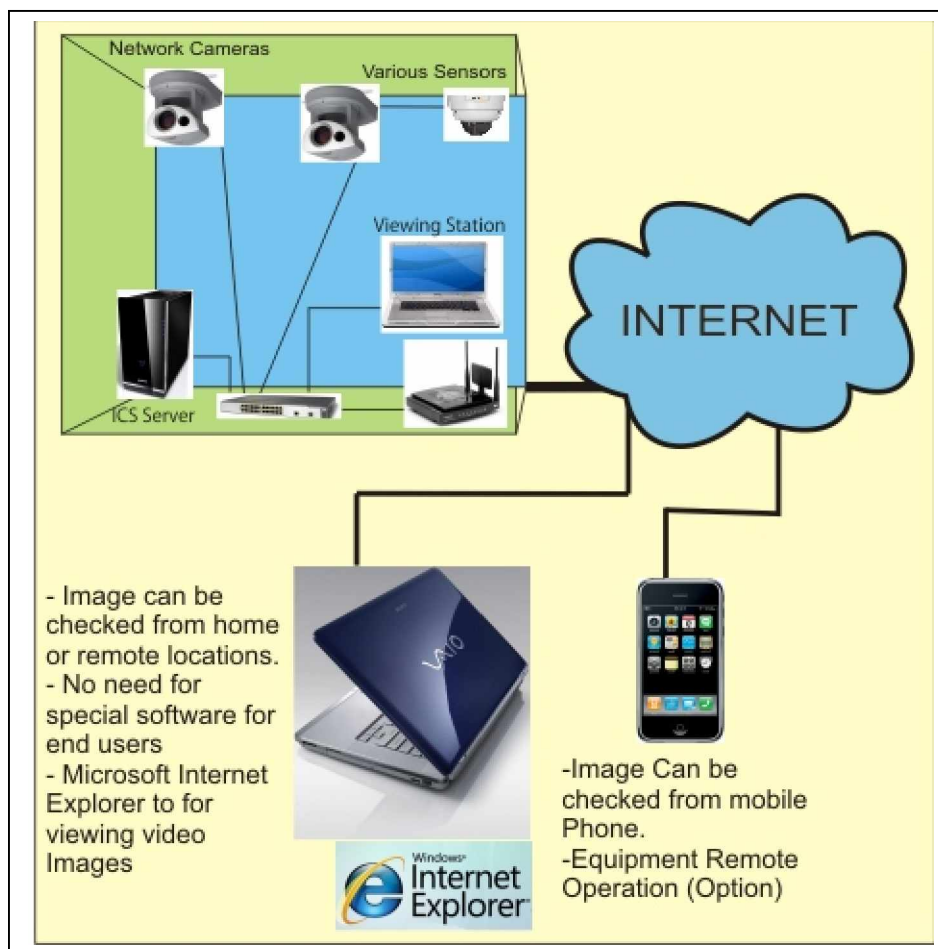 Network Cameras
Various Sensors
Viewing Station
ICS Server
INTERNET
- Image can be
checked from home
or remote locations.
- No need for
special software for
end users
- Microsoft Internet
Explorer to for
viewing video
Images
VAIO
Windows®
Internet
Explorer
-Image Can be
checked from mobile
Phone.
-Equipment Remote
Operation (Option)